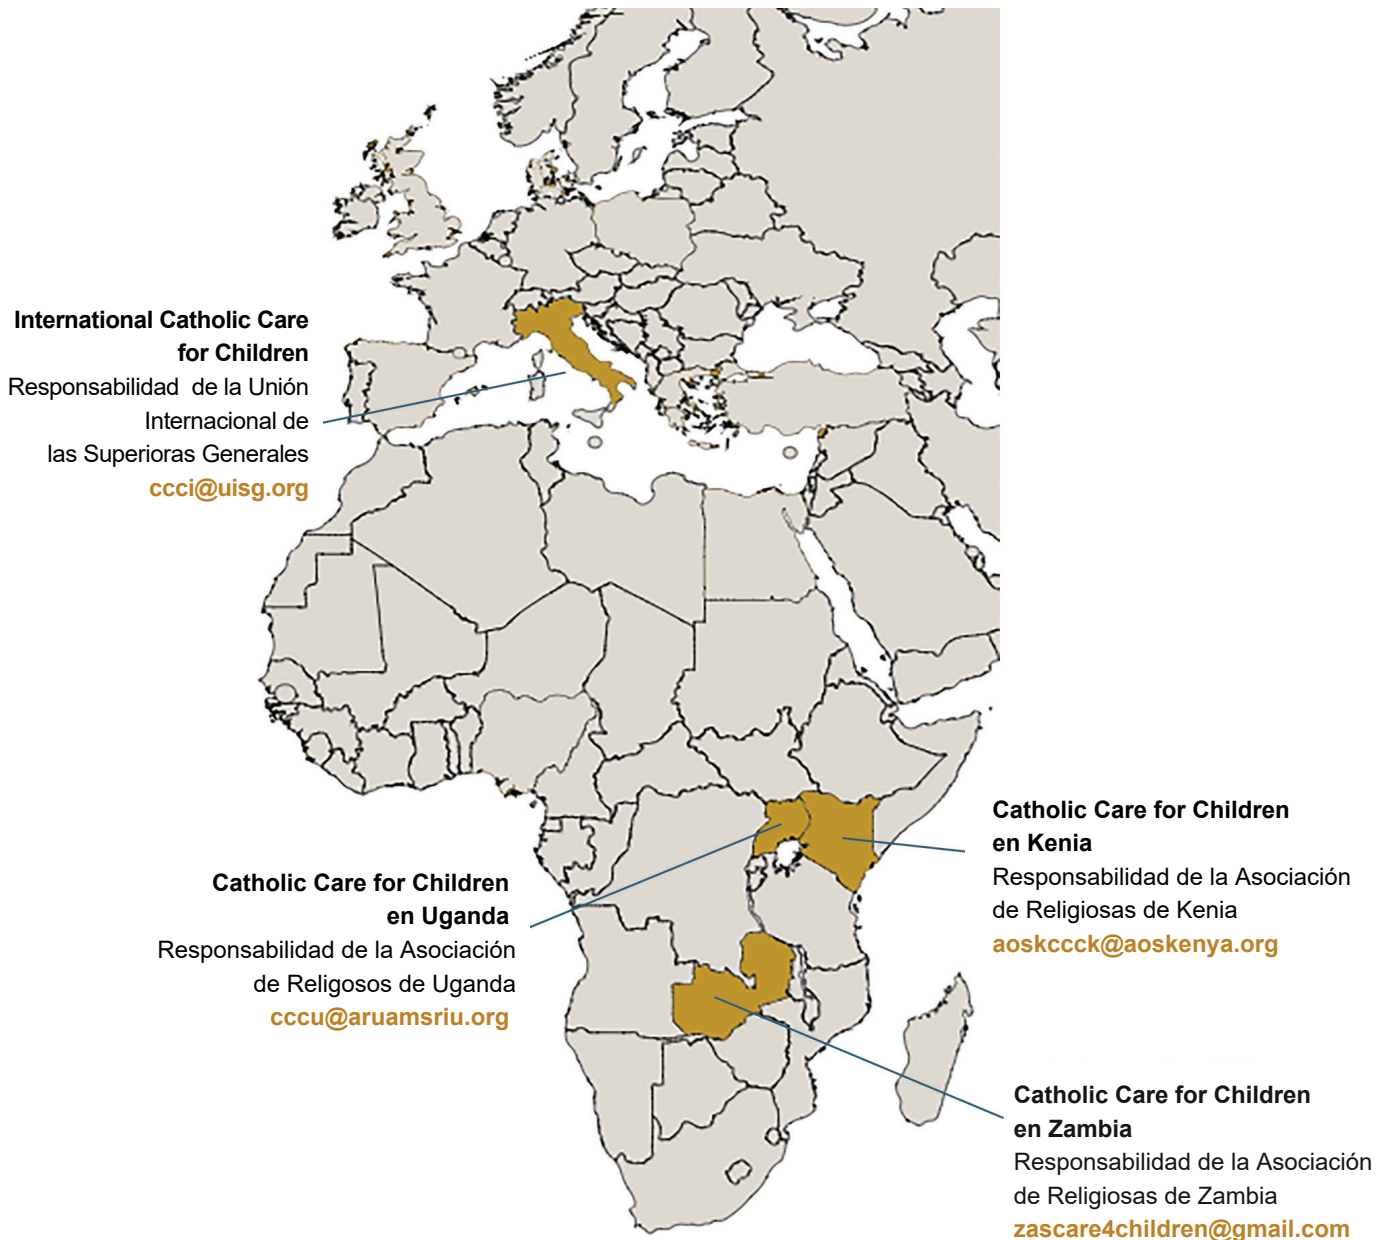 International Catholic Care
for Children
Responsabilidad de la Unión
Internacional de
las Superioras Generales
ccci@uisg.org
Catholic Care for Children
en Kenia
Responsabilidad de la Asociación
de Religiosas de Kenia
aoskccck@aoskenya.org
Catholic Care for Children
en Uganda
Responsabilidad de la Asociación
de Religosos de Uganda
cccu@aruamsriu.org
Catholic Care for Children
en Zambia
Responsabilidad de la Asociación
de Religiosas de Zambia
zascare4children@gmail.com